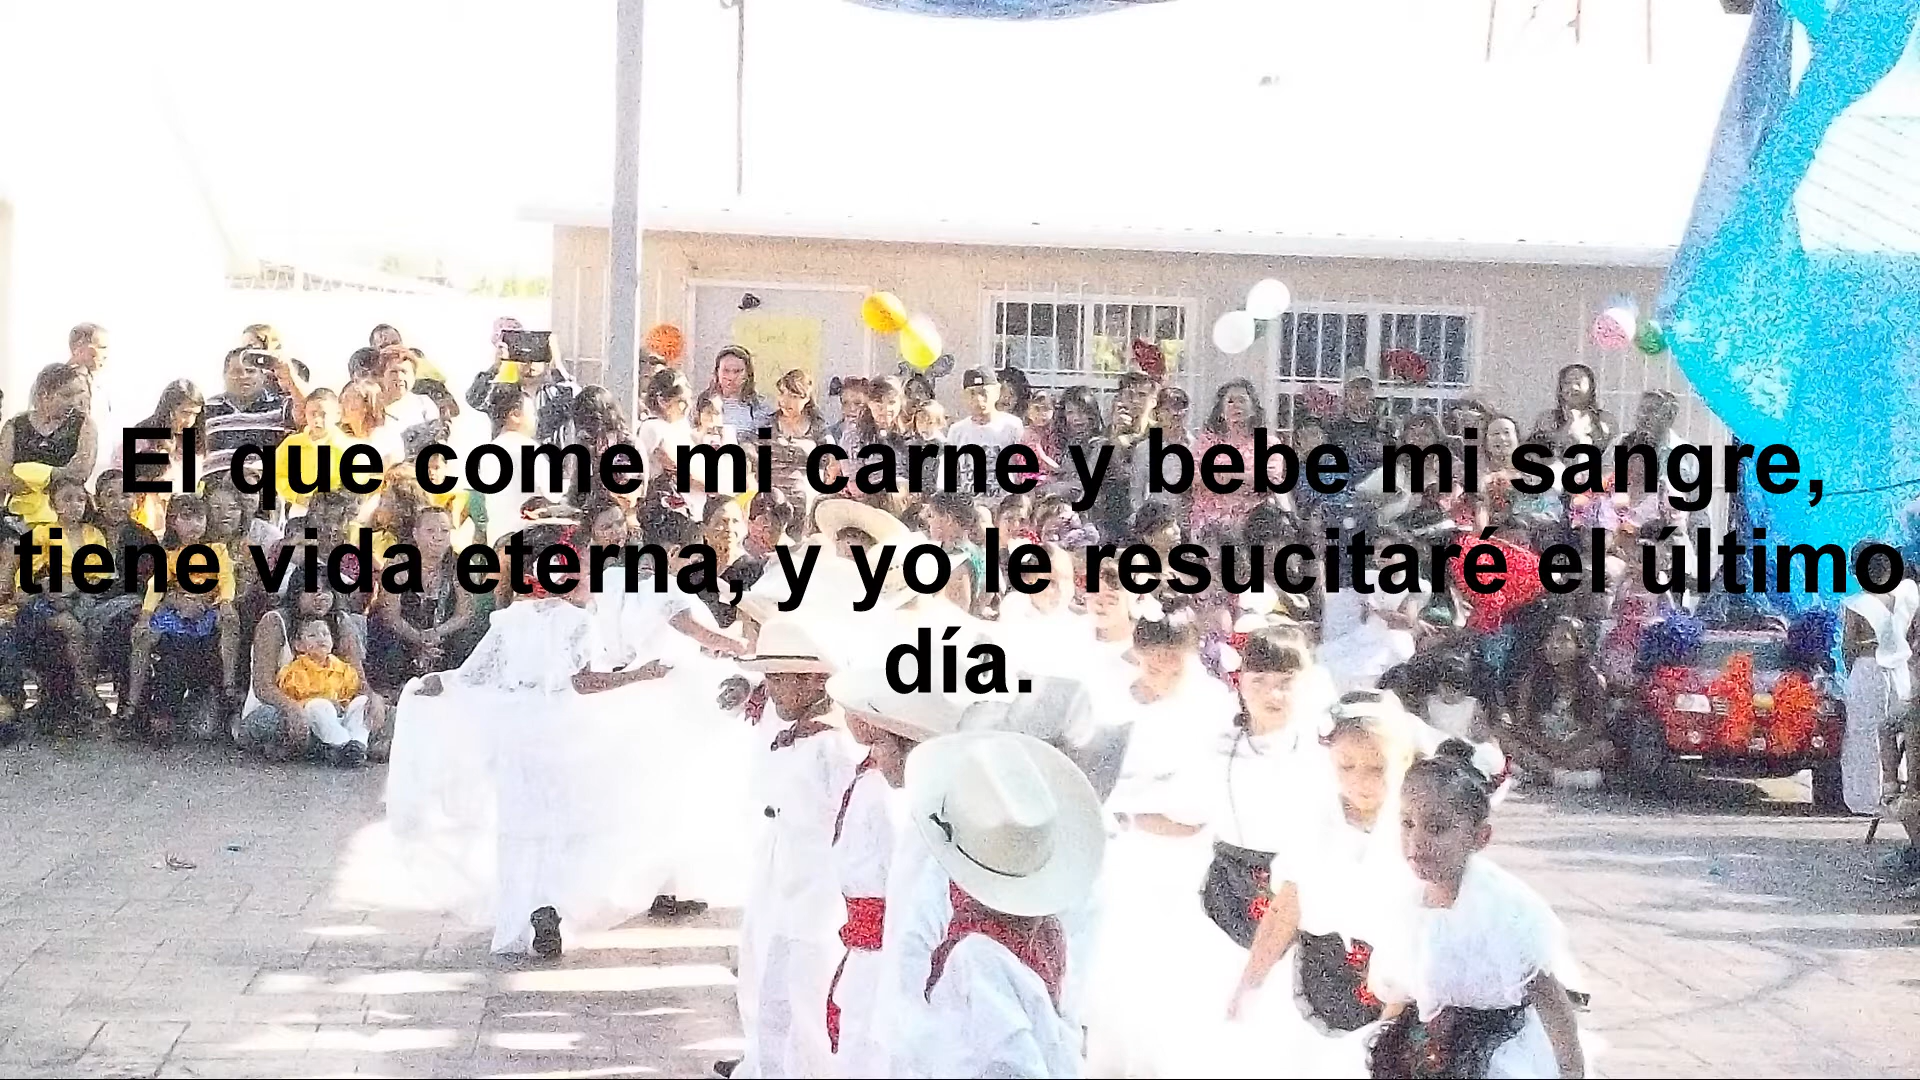 El que come mi carne y bebe mi sangre,
tiene vida eterna, y yo le resucitaré el último
día.